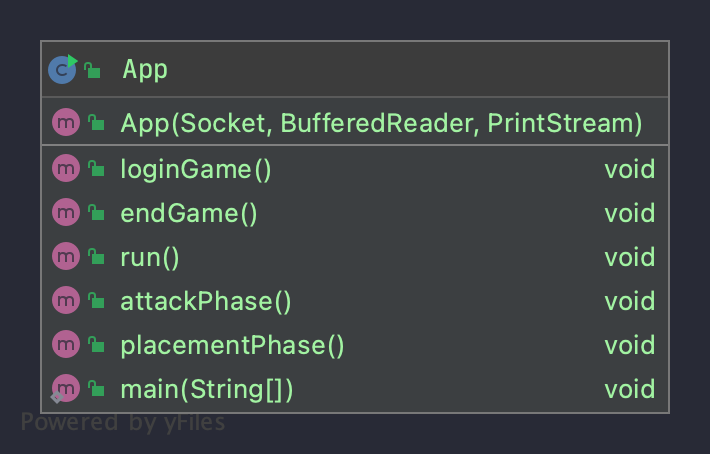 App
App(Socket, BufferedReader, PrintStream)
loginGame() void
endGame() void
run() void
attackPhase() void
placementPhase() void
main(String[]) void
Powered by yFiles